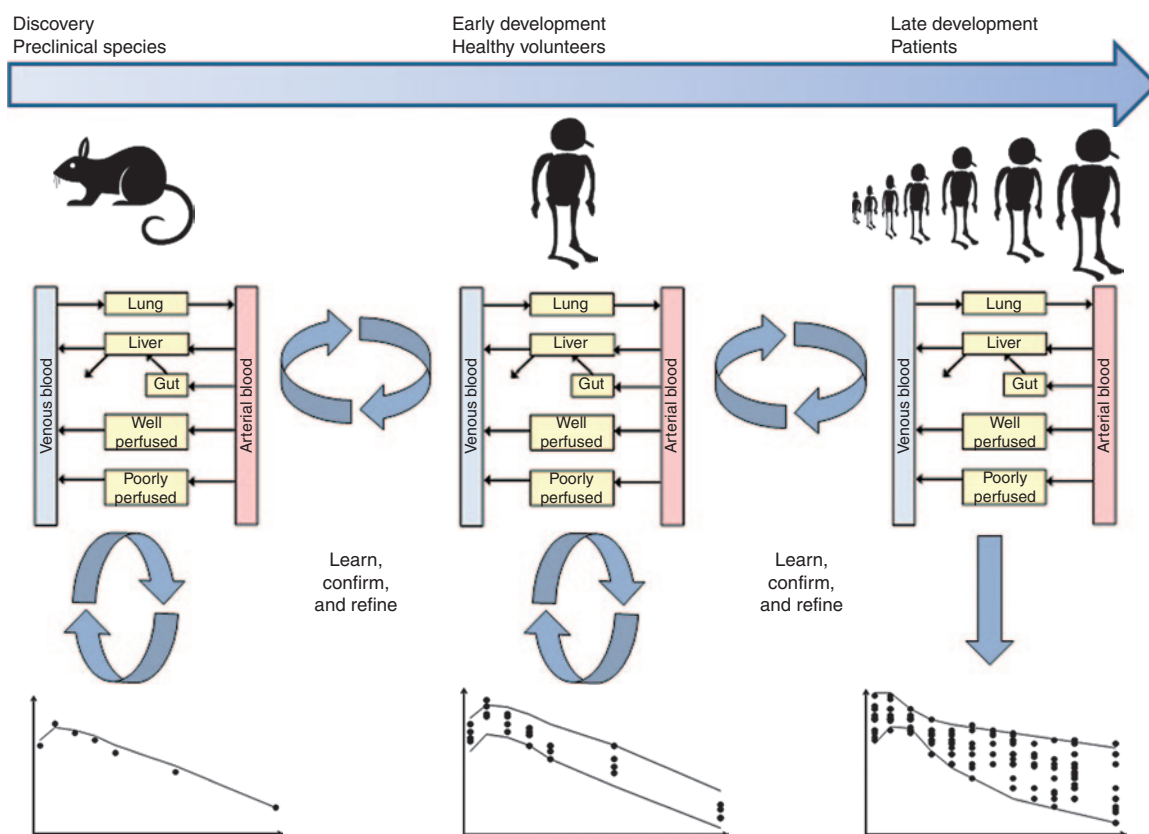 Discovery
Preclinical species
Early development
Healthy volunteers
Late development
Patients
Venous blood
Lung
Liver
Gut
Well
perfused
Poorly
perfused
Arterial blood
Venous blood
Lung
Liver
Gut
Well
perfused
Poorly
perfused
Arterial blood
Venous blood
Lung
Liver
Gut
Well
perfused
Poorly
perfused
Arterial blood
Learn,
confirm,
and refine
Learn,
confirm,
and refine